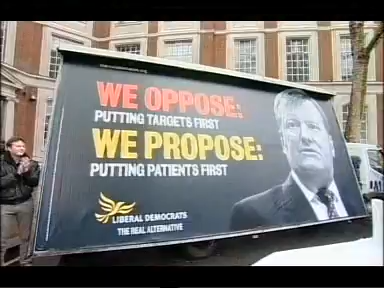 WE OPPOSE:
PUTTING TARGETS FIRST
WE PROPOSE:
PUTTING PATIENTS FIRST
LIBERAL DEMOCRATS
THE REAL ALTERNATIVE